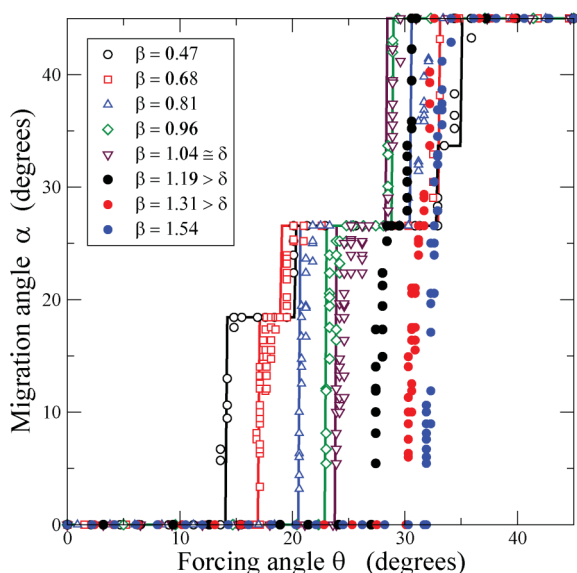 40
30
20
10
0
0
10
20
30
40
Migration angle α (degrees)
Forcing angle θ (degrees)
β = 0.47
β = 0.68
β = 0.81
β = 0.96
β = 1.04 ≅ δ
β = 1.19 > δ
β = 1.31 > δ
β = 1.54